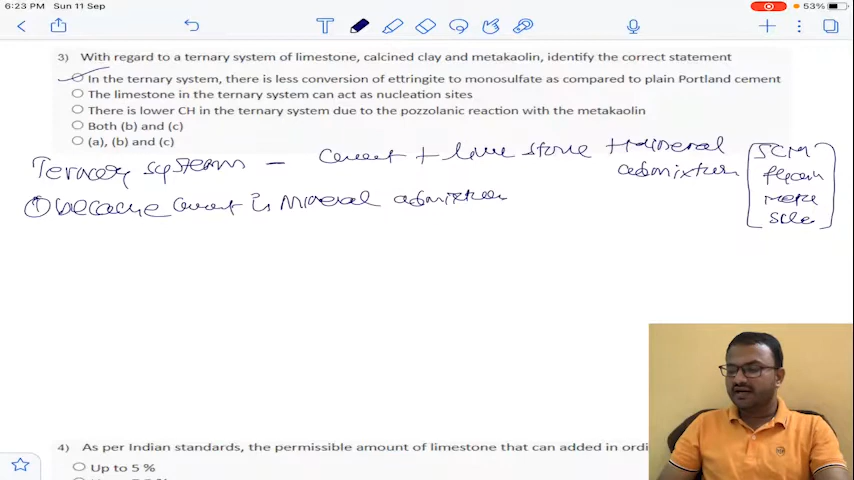 6:23 PM Sun 11 Sep
53%
3) With regard to a ternary system of limestone, calcined clay and metakaolin, identify the correct statement
In the ternary system, there is less conversion of ettringite to monosulfate as compared to plain Portland cement
The limestone in the ternary system can act as nucleation sites
There is lower CH in the ternary system due to the pozzolanic reaction with the metakaolin
Both (b) and (c)
(a), (b) and (c)
Ternary system - cement + lime stone + Mineral admixture
SCM
flyash
meta
① because cement is Mineral admixture
4) As per Indian standards, the permissible amount of limestone that can added in ordi
Up to 5 %